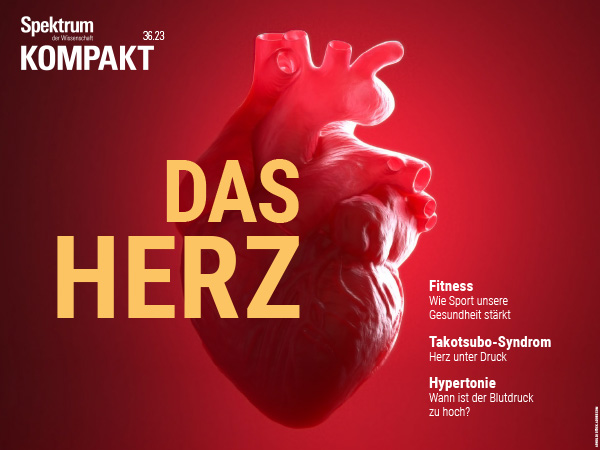 Spektrum
der Wissenschaft
36.23
KOMPAKT
DAS
HERZ
Fitness
Wie Sport unsere
Gesundheit stärkt
Takotsubo-Syndrom
Herz unter Druck
Hypertonie
Wann ist der Blutdruck
zu hoch?